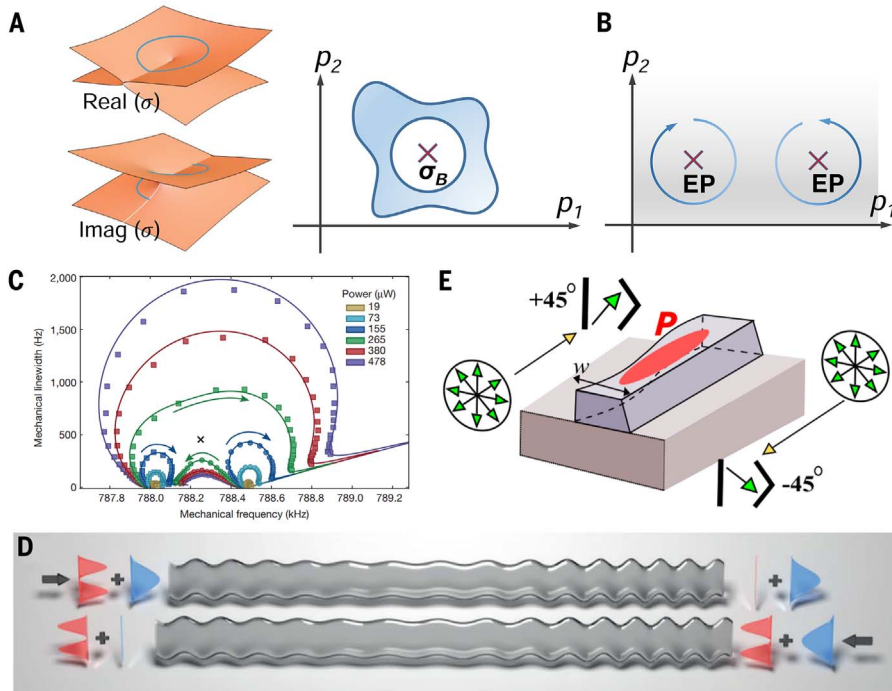 A
Real (σ)
Imag (σ)
p2
σB
p1
B
p2
EP
EP
p1
C
2,000
1,500
1,000
500
0
Mechanical linewidth (Hz)
Power (μW)
19
73
155
265
380
478
×
787.8
788.0
788.2
788.4
788.6
788.8
789.0
789.2
Mechanical frequency (kHz)
E
+45°
P
w
-45°
D
+
+
+
+